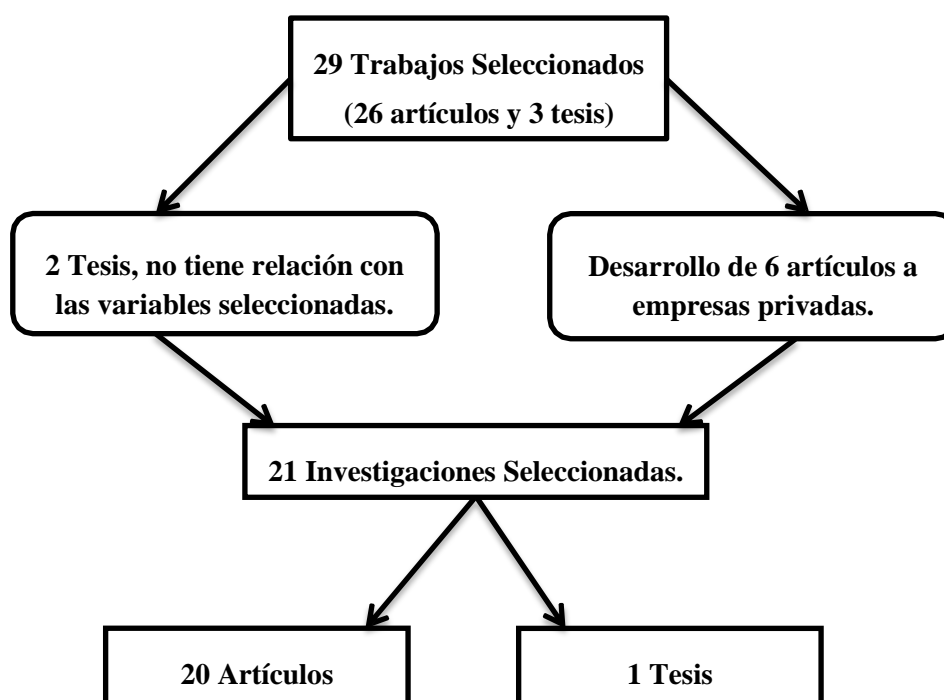 29 Trabajos Seleccionados
(26 artículos y 3 tesis)
2 Tesis, no tiene relación con
las variables seleccionadas.
Desarrollo de 6 artículos a
empresas privadas.
21 Investigaciones Seleccionadas.
20 Artículos
1 Tesis